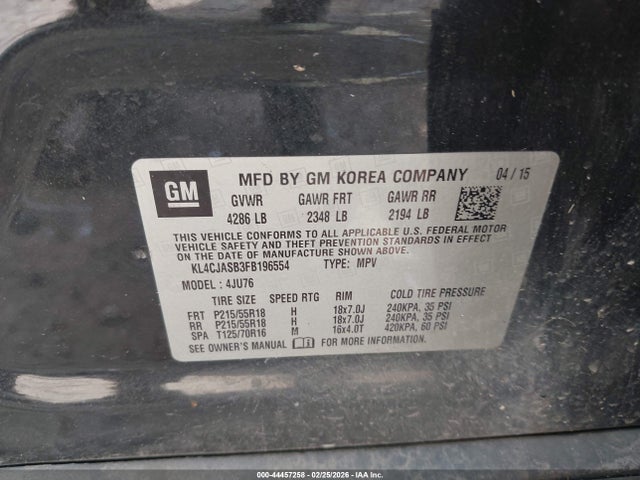 GM
MFD BY GM KOREA COMPANY 04 / 15
GVWR GAWR FRT GAWR RR
4286 LB 2348 LB 2194 LB
THIS VEHICLE CONFORMS TO ALL APPLICABLE U.S. FEDERAL MOTOR
VEHICLE SAFETY AND THEFT PREVENTION STANDARDS IN EFFECT ON
THE DATE OF MANUFACTURE SHOWN ABOVE.
KL4CJASB3FB196554 TYPE: MPV
MODEL : 4JU76
TIRE SIZE SPEED RTG RIM COLD TIRE PRESSURE
FRT P215/55R18 H 18x7.0J 240KPA, 35 PSI
RR P215/55R18 H 18x7.0J 240KPA, 35 PSI
SPA T125/70R16 M 16x4.0T 420KPA, 60 PSI
SEE OWNER'S MANUAL FOR MORE INFORMATION.
000-44457258 - 02/25/2026 - IAA Inc.